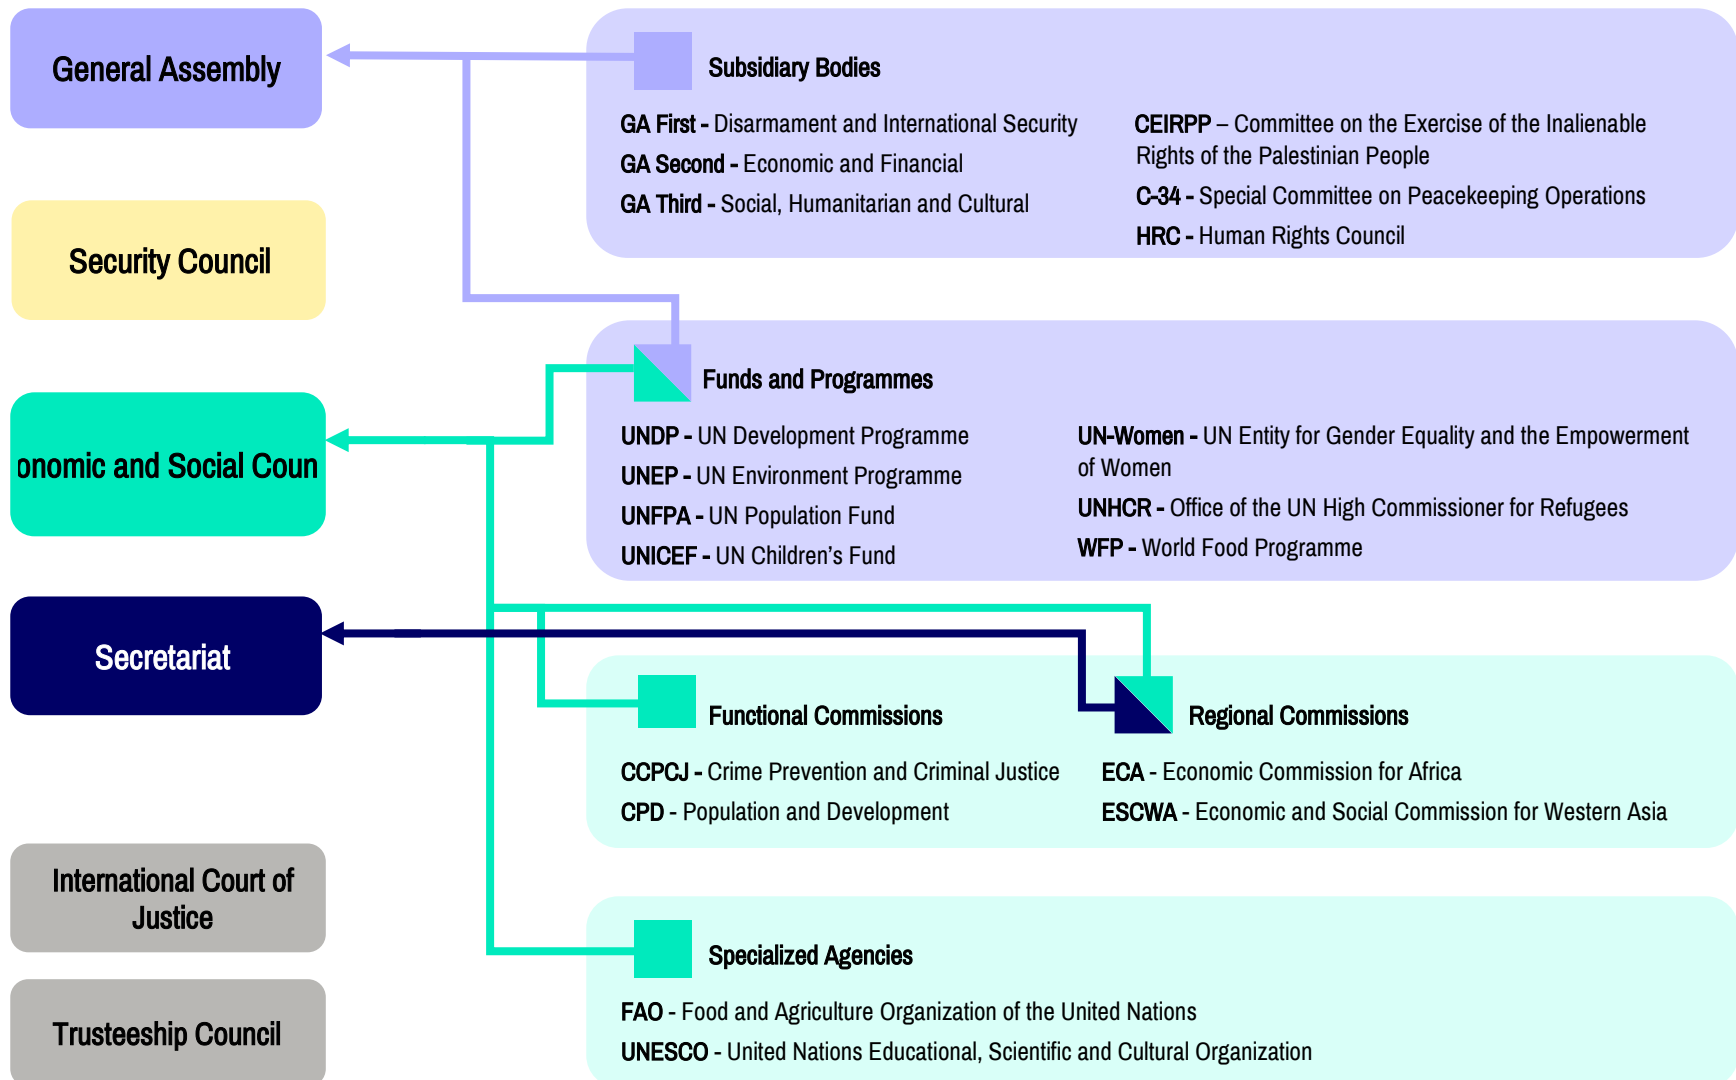 General Assembly
Security Council
onomic and Social Coun
Secretariat
International Court of
Justice
Trusteeship Council
Subsidiary Bodies
GA First - Disarmament and International Security
GA Second - Economic and Financial
GA Third - Social, Humanitarian and Cultural
CEIRPP – Committee on the Exercise of the Inalienable
Rights of the Palestinian People
C-34 - Special Committee on Peacekeeping Operations
HRC - Human Rights Council
Funds and Programmes
UNDP - UN Development Programme
UNEP - UN Environment Programme
UNFPA - UN Population Fund
UNICEF - UN Children’s Fund
UN-Women - UN Entity for Gender Equality and the Empowerment
of Women
UNHCR - Office of the UN High Commissioner for Refugees
WFP - World Food Programme
Functional Commissions
CCPCJ - Crime Prevention and Criminal Justice
CPD - Population and Development
Regional Commissions
ECA - Economic Commission for Africa
ESCWA - Economic and Social Commission for Western Asia
Specialized Agencies
FAO - Food and Agriculture Organization of the United Nations
UNESCO - United Nations Educational, Scientific and Cultural Organization